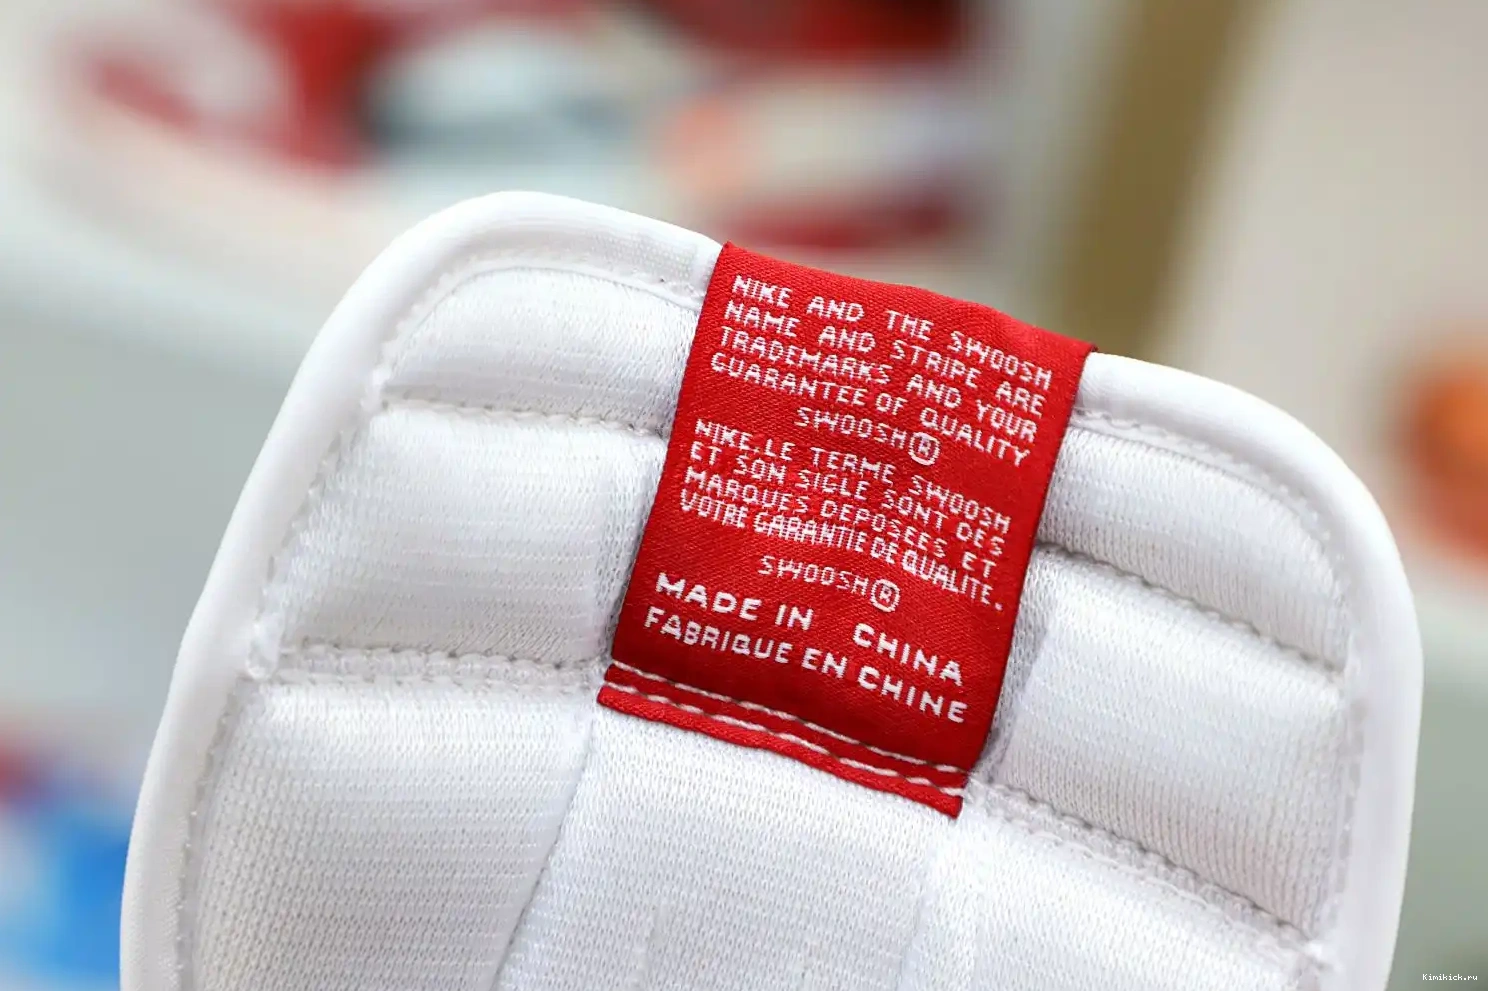 NIKE AND THE SWOOSH
NAME AND STRIPE ARE
TRADEMARKS AND YOUR
GUARANTEE OF QUALITY
SWOOSH®
NIKE,LE TERME SWOOSH
ET SON SIGLE SONT DES
MARQUES DEPOSEES ET
VOTRE GARANTIE DE QUALITE.
SWOOSH®
MADE IN CHINA
FABRIQUE EN CHINE
Kimikick.ru